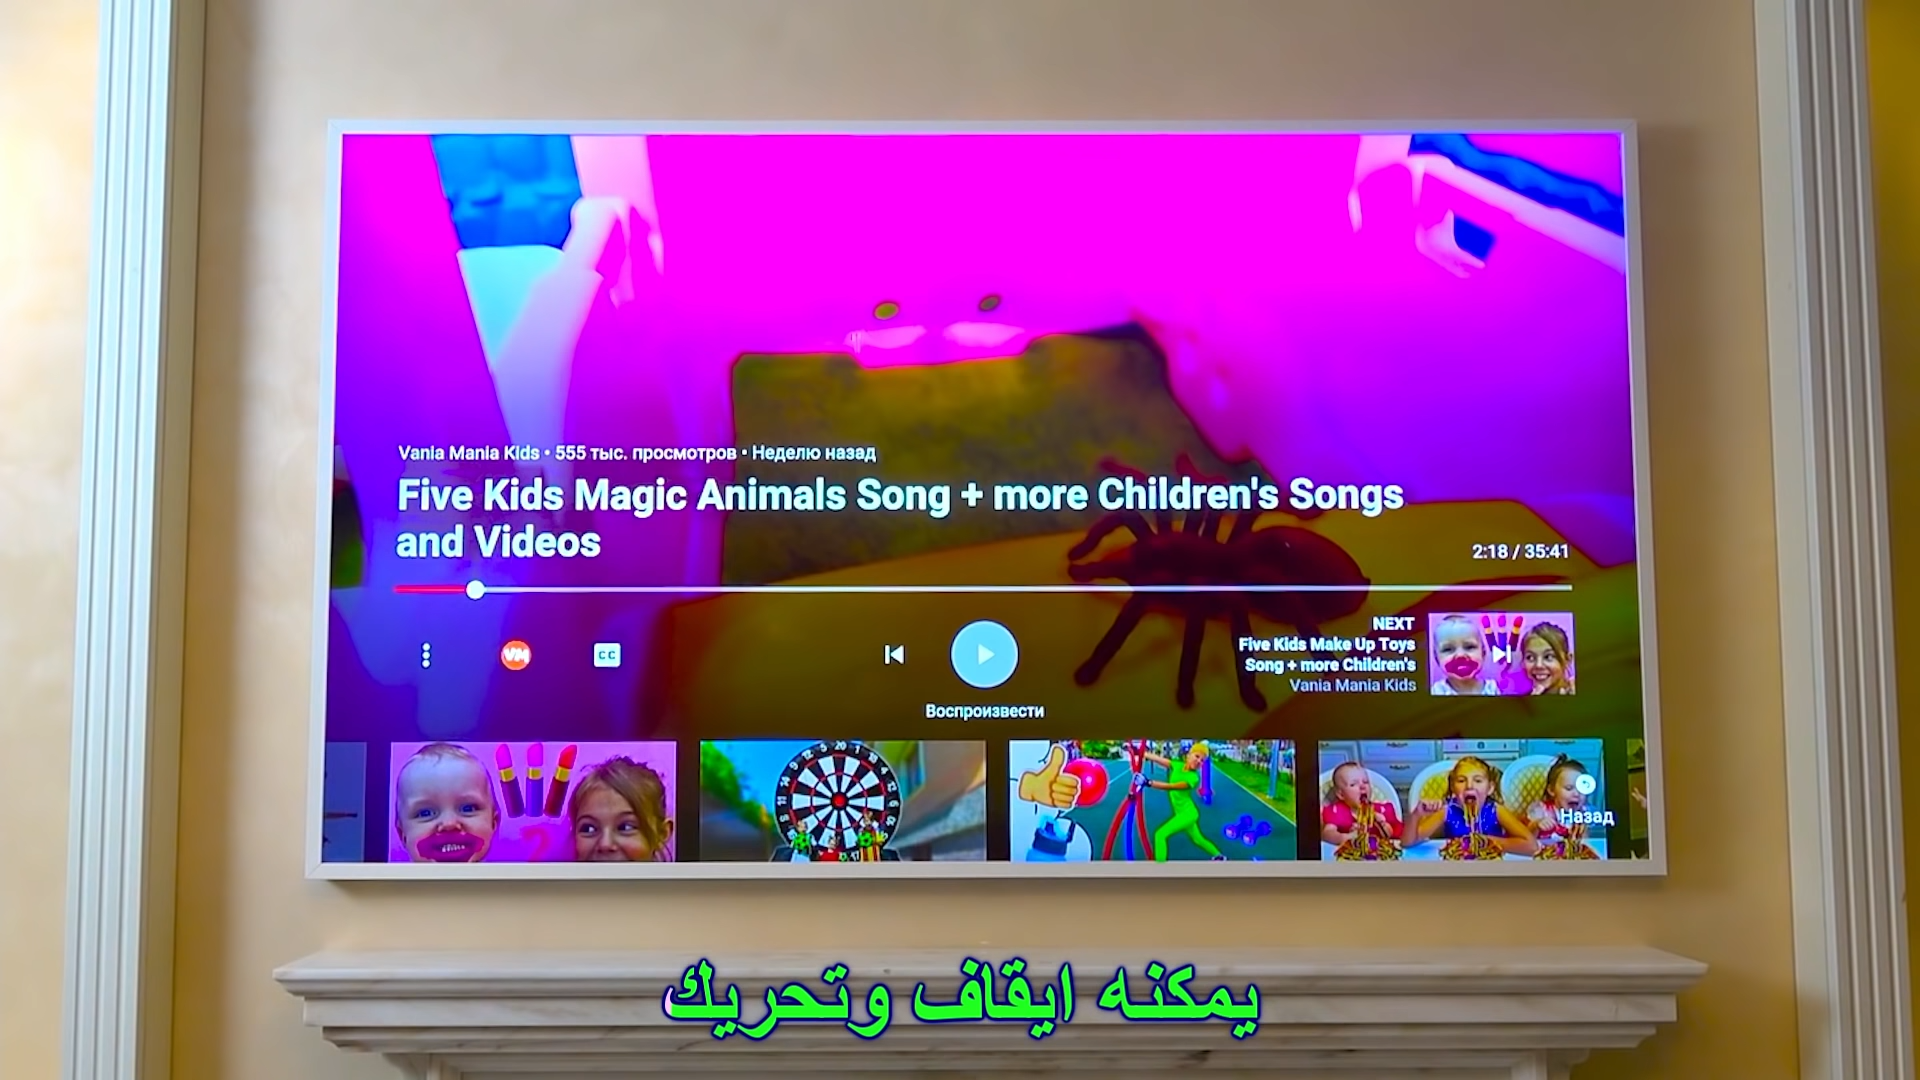 Vania Mania Kids • 555 тыс. просмотров • Неделю назад
Five Kids Magic Animals Song + more Children's Songs
and Videos
2:18 / 35:41
VM
CC
NEXT
Five Kids Make Up Toys
Song + more Children's
Vania Mania Kids
Воспроизвести
Назад
يمكنه ايقاف وتحريك